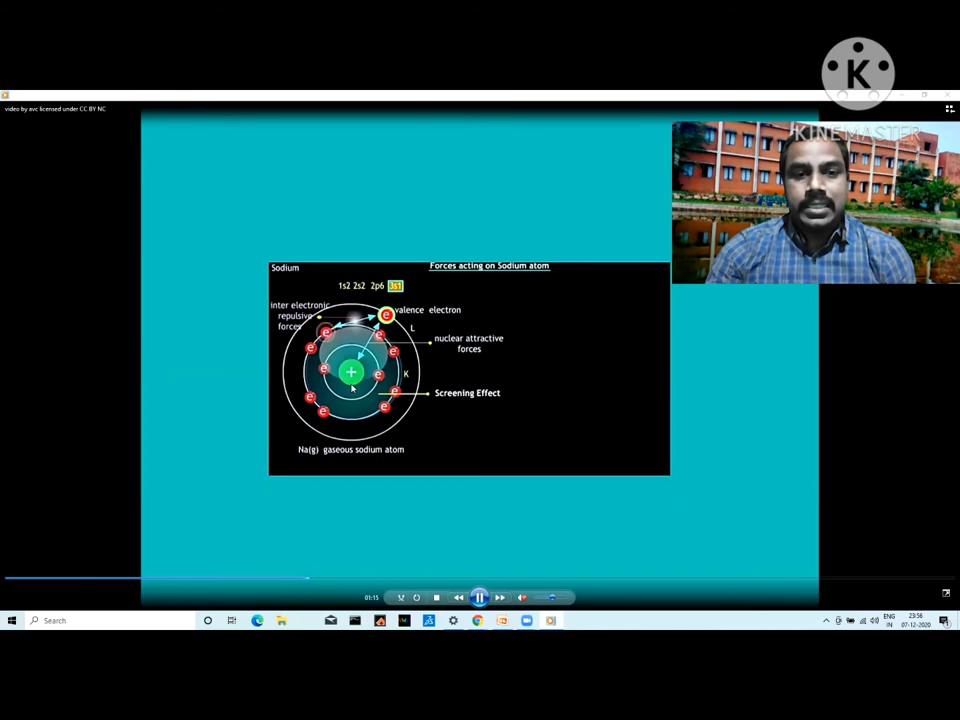 K
KINEMASTER
video by avc licensed under CC BY NC
Sodium
Forces acting on Sodium atom
1s2 2s2 2p6 3s1
inter electronic
repulsive
forces
e valence electron
L
nuclear attractive
forces
e
e
e
e
e
+
e
K
e
e
e
e
Screening Effect
Na(g) gaseous sodium atom
01:15
Search
ENG
IN
23:56
07-12-2020